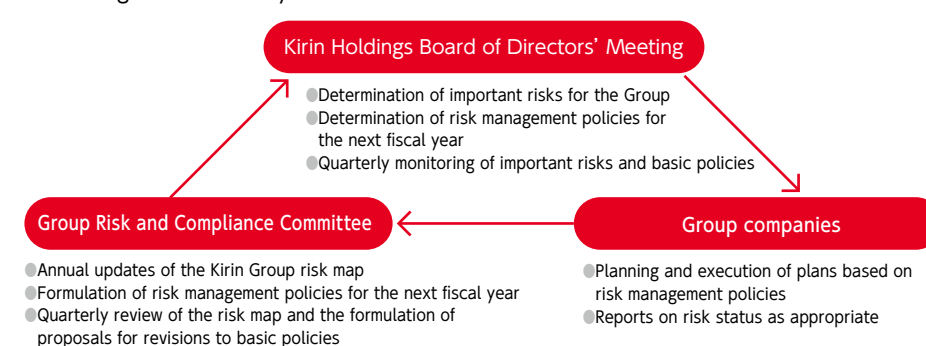 Kirin Holdings Board of Directors' Meeting
●Determination of important risks for the Group
●Determination of risk management policies for
the next fiscal year
●Quarterly monitoring of important risks and basic policies
Group Risk and Compliance Committee
●Annual updates of the Kirin Group risk map
●Formulation of risk management policies for the next fiscal year
●Quarterly review of the risk map and the formulation of
proposals for revisions to basic policies
Group companies
●Planning and execution of plans based on
risk management policies
●Reports on risk status as appropriate